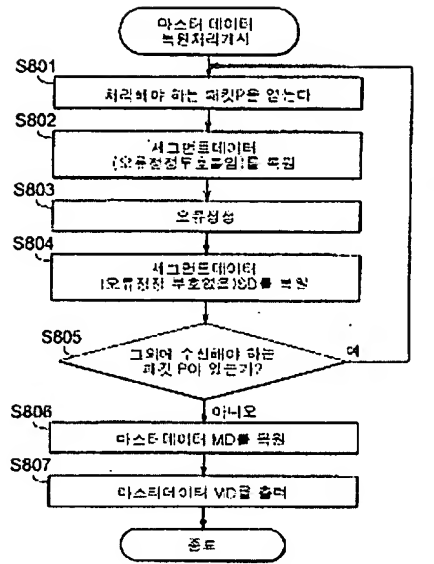 마스터 데이터
복원처리개시
S801
처리해야 하는 패킷P을 얻는다
S802
세그먼트데이터
(오류정정부호붙임)를 복원
S803
오류정정
S804
세그먼트데이터
(오류정정 부호없음)SD를 복원
S805
그외에 수신해야 하는
패킷 P이 있는가?
예
아니오
S806
마스터데이터 MD를 복원
S807
마스터데이터 MD를 출력
종료